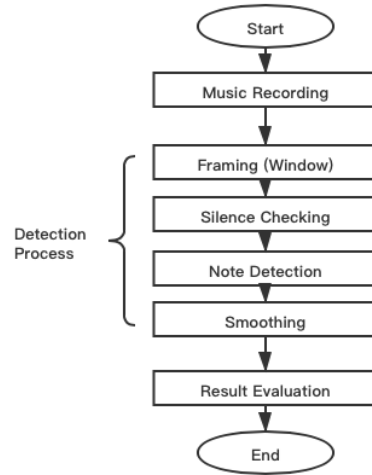 Start
Music Recording
Framing (Window)
Silence Checking
Detection
Process
Note Detection
Smoothing
Result Evaluation
End